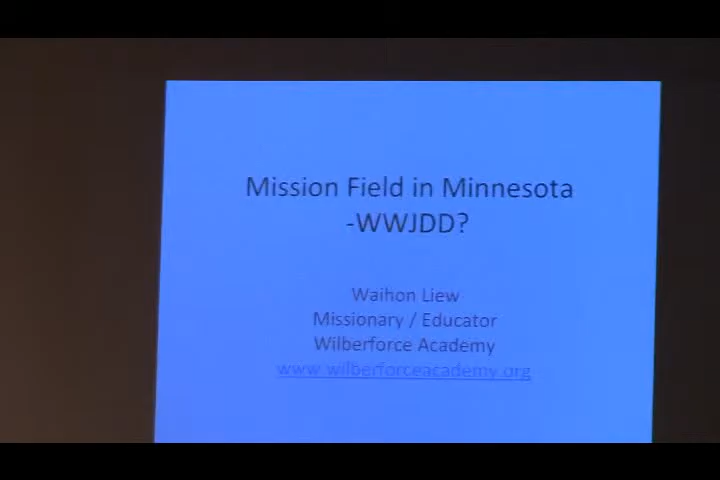 Mission Field in Minnesota
-WWJDD?
Waihon Liew
Missionary / Educator
Wilberforce Academy
www.wilberforceacademy.org